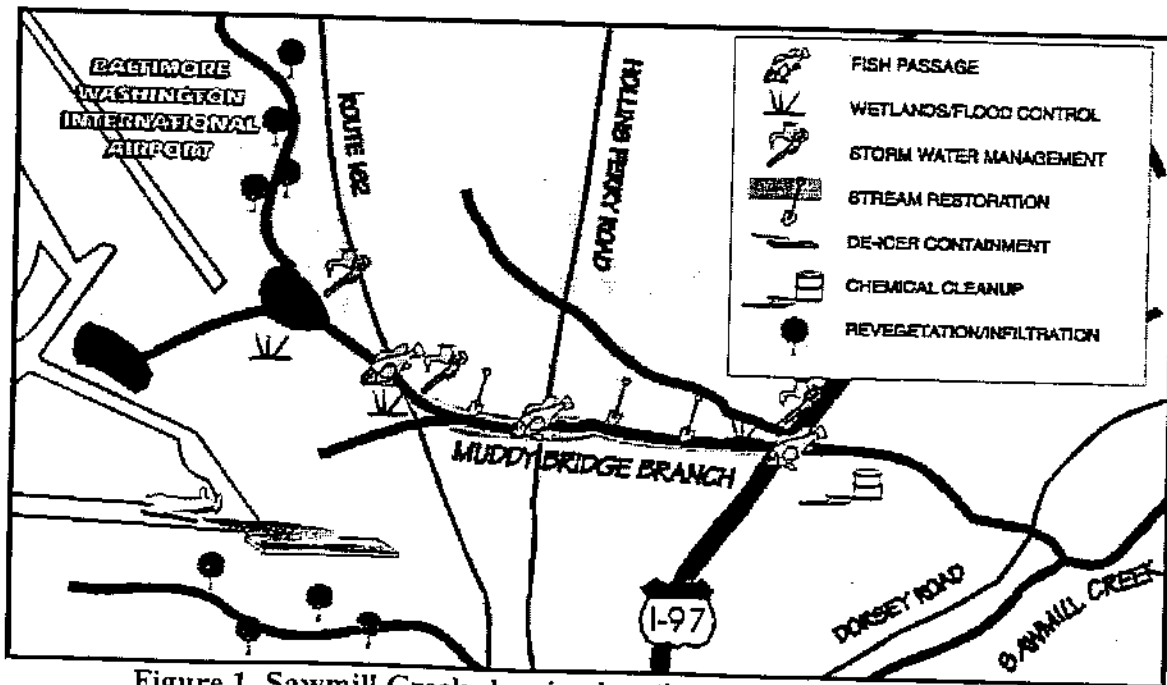 BALTIMORE
WASHINGTON
INTERNATIONAL
AIRPORT
ROUTE 162
HOLLINS FERRY ROAD
FISH PASSAGE
WETLANDS/FLOOD CONTROL
STORM WATER MANAGEMENT
STREAM RESTORATION
DE-ICER CONTAINMENT
CHEMICAL CLEANUP
REVEGETATION/INFILTRATION
MUDDY BRIDGE BRANCH
I-97
DORSEY ROAD
SAWMILL CREEK
Figure 1. Sawmill Creek